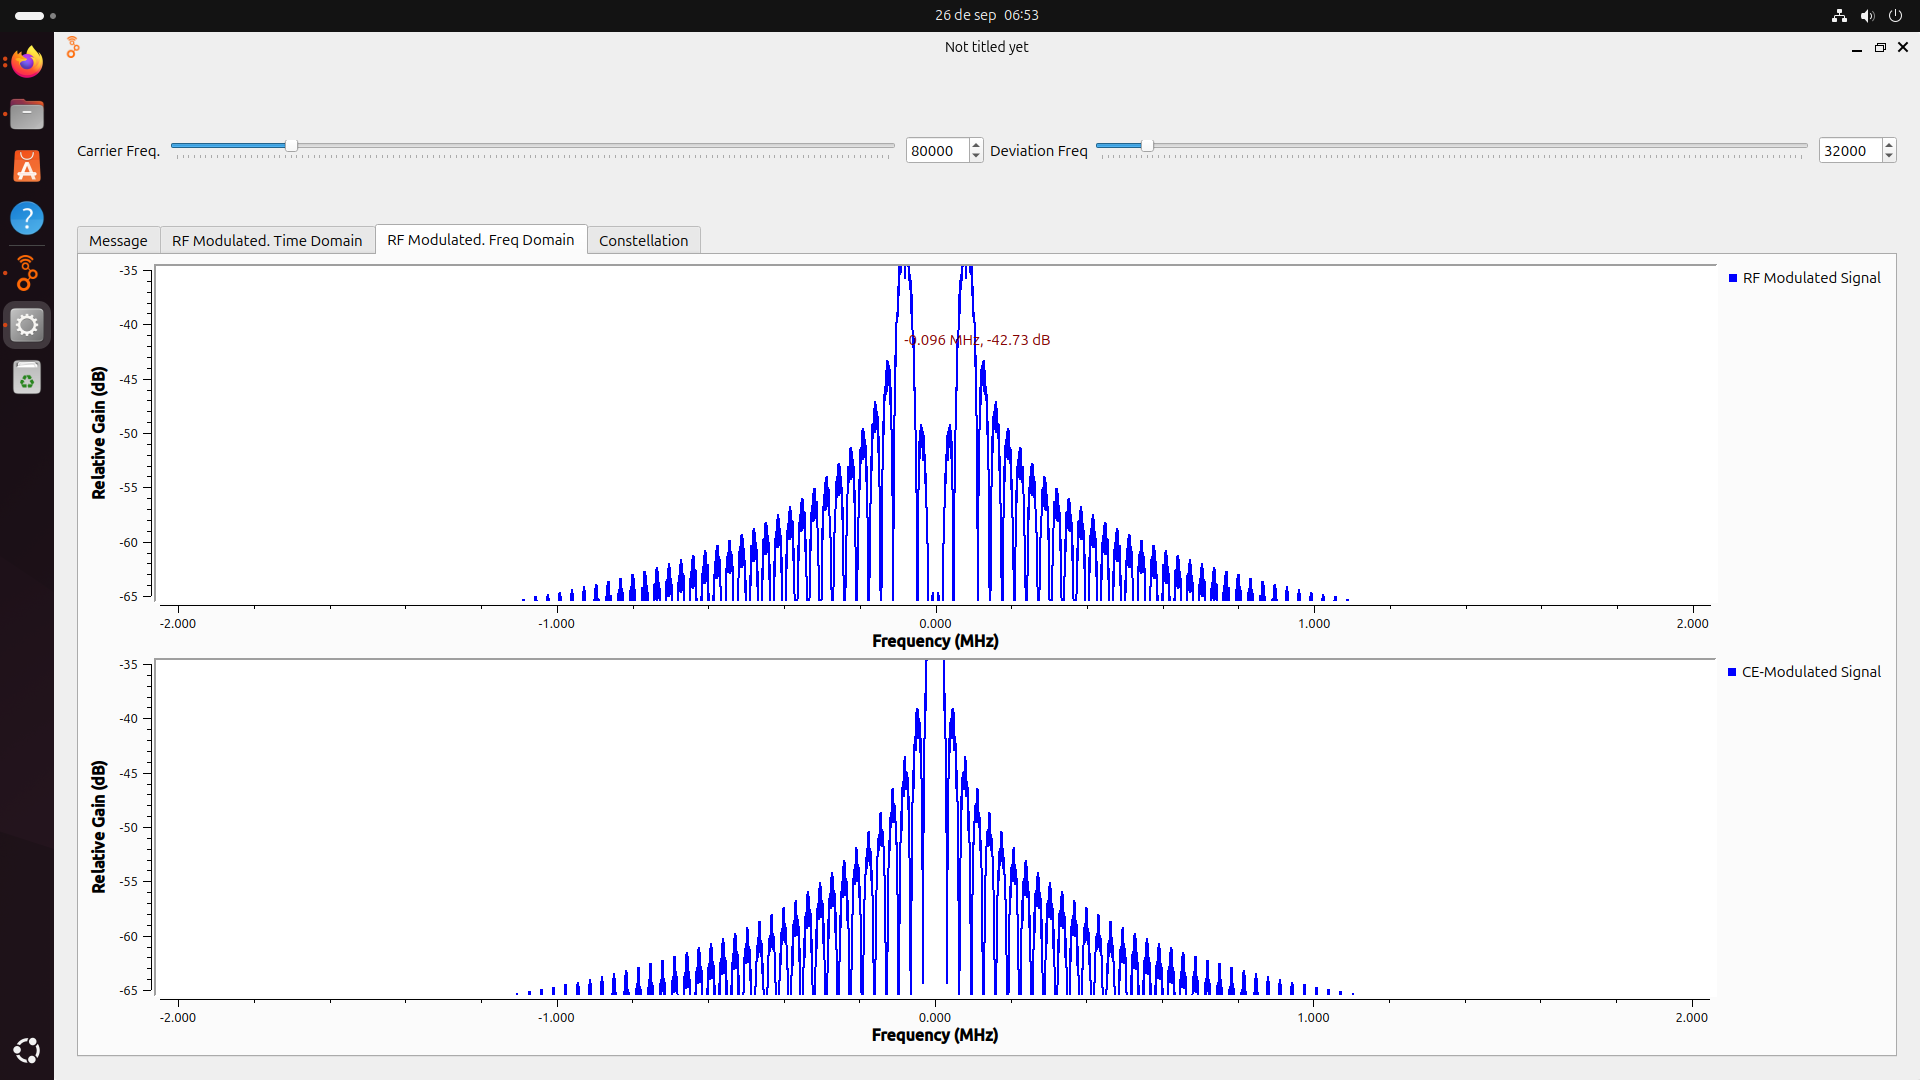 26 de sep 06:53
Not titled yet
Carrier Freq. 80000 Deviation Freq 32000
Message RF Modulated. Time Domain RF Modulated. Freq Domain Constellation
-35
-40
-45
-50
-55
-60
-65
Relative Gain (dB)
-0.096 MHz, -42.73 dB
RF Modulated Signal
-2.000 -1.000 0.000 1.000 2.000
Frequency (MHz)
-35
-40
-45
-50
-55
-60
-65
Relative Gain (dB)
CE-Modulated Signal
-2.000 -1.000 0.000 1.000 2.000
Frequency (MHz)